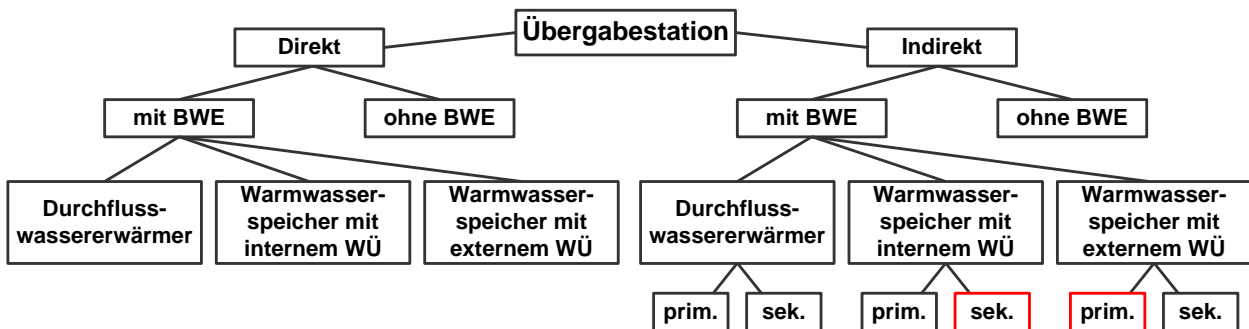 Übergabestation
Direkt
Indirekt
mit BWE
ohne BWE
mit BWE
ohne BWE
Durchfluss-
wassererwärmer
Warmwasser-
speicher mit
internem WÜ
Warmwasser-
speicher mit
externem WÜ
Durchfluss-
wassererwärmer
Warmwasser-
speicher mit
internem WÜ
Warmwasser-
speicher mit
externem WÜ
prim.
sek.
prim.
sek.
prim.
sek.